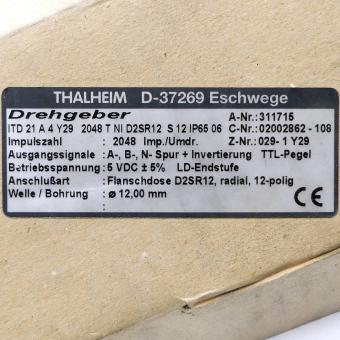 THALHEIM D-37269 Eschwege
Drehgeber A-Nr.:311715
ITD 21 A 4 Y29 2048 T NI D2SR12 S 12 IP65 06 C-Nr.:02002862 - 108
Impulszahl : 2048 Imp./Umdr. Z-Nr.:029- 1 Y29
Ausgangssignale : A-, B-, N- Spur + Invertierung TTL-Pegel
Betriebsspannung : 5 VDC ± 5% LD-Endstufe
Anschlußart : Flanschdose D2SR12, radial, 12-polig
Welle / Bohrung : ø 12,00 mm CE